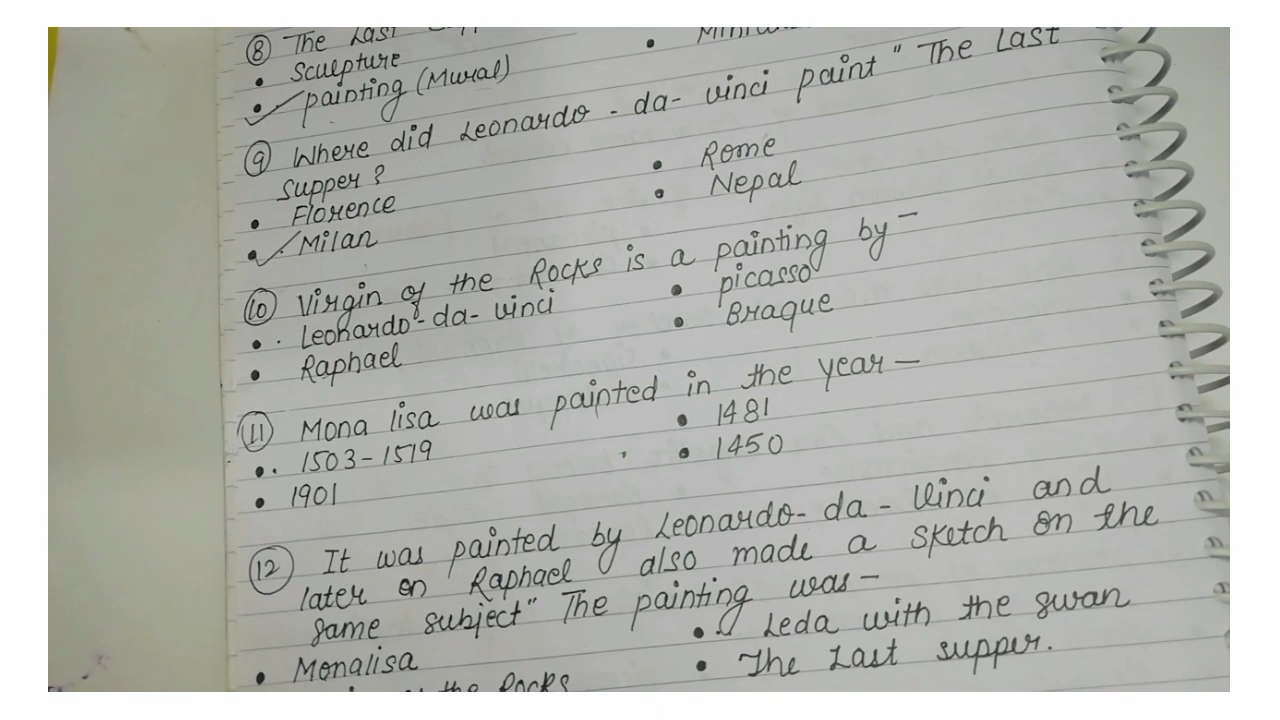 ⑧ The Last
• Sculpture •
• ✓ painting (Mural)
⑨ Where did Leonardo - da - vinci paint " The Last
Supper ?
• Florence • Rome
• ✓ Milan • Nepal
⑩ Virgin of the Rocks is a painting by -
• . Leonardo - da - vinci • picasso
• Raphael • Braque
⑪ Mona lisa was painted in the year -
• . 1503 - 1519 • 1481
• 1901 • 1450
⑫ It was painted by Leonardo - da - Vinci and
later on Raphael also made a sketch on the
same subject " The painting was -
• Monalisa • Leda with the swan
the Rocks • The Last supper.